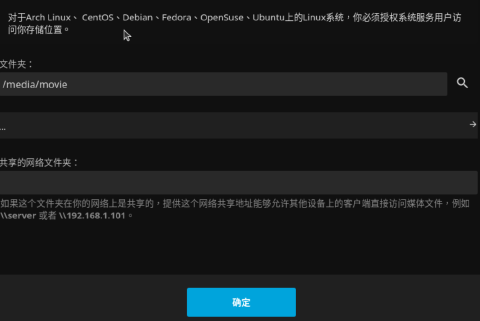 对于Arch Linux、 CentOS、Debian、Fedora、OpenSuse、Ubuntu上的Linux系统，你必须授权系统服务用户访
问你存储位置。
文件夹：
/media/movie
...
共享的网络文件夹：
如果这个文件夹在你的网络上是共享的，提供这个网络共享地址能够允许其他设备上的客户端直接访问媒体文件，例如
\\server 或者 \\192.168.1.101。
确定